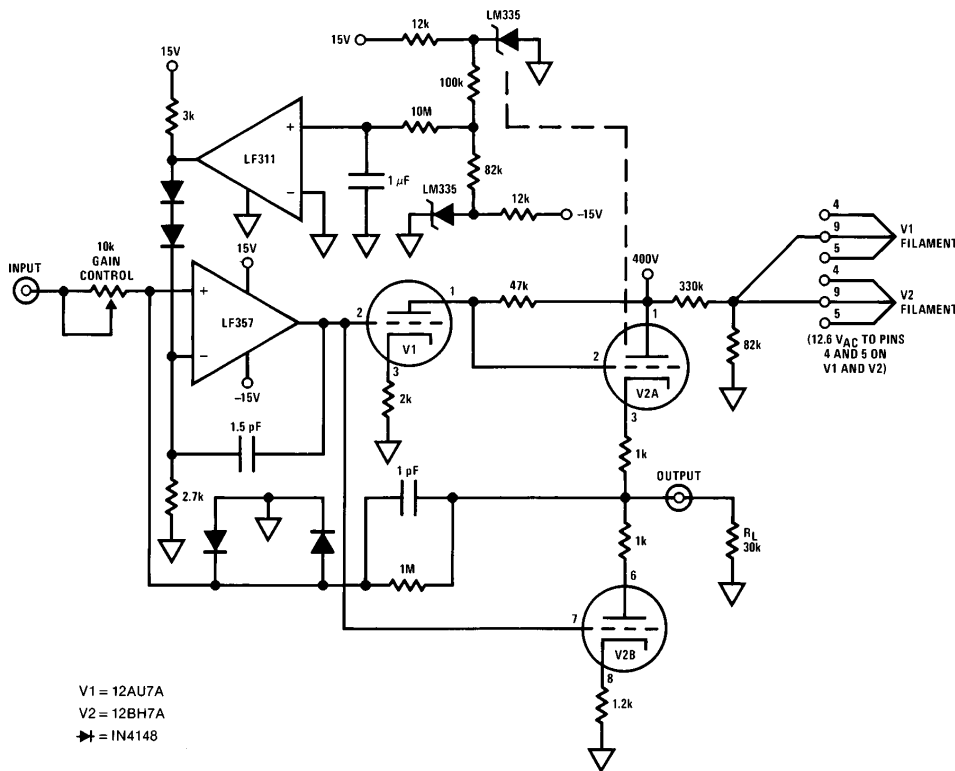 LM335
12k
15V
15V
100k
3k
10M
+
LF311
82k
1 µF
–
LM335
12k
–15V
4
V1
FILAMENT
9
5
15V
10k
GAIN
CONTROL
INPUT
400V
4
V2
FILAMENT
9
5
(12.6 VAC TO PINS
4 AND 5 ON
V1 AND V2)
+
LF357
–
–15V
2
1
V1
3
2k
47k
330k
1
2
V2A
3
82k
1.5 pF
1k
1 pF
OUTPUT
2.7k
RL
30k
1k
1M
6
7
V2B
8
1.2k
V1 = 12AU7A
V2 = 12BH7A
= IN4148